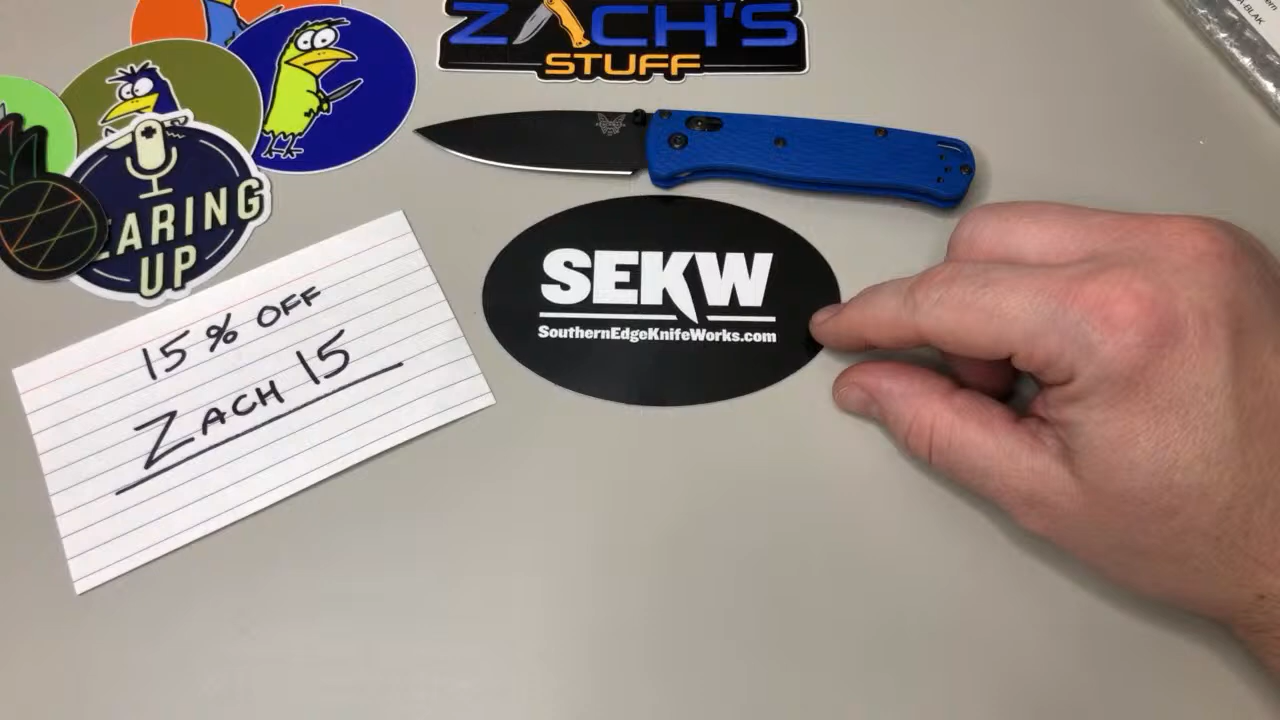 ZACH'S
STUFF
EARING
UP
15% OFF
ZACH 15
SEKW
SouthernEdgeKnifeWorks.com